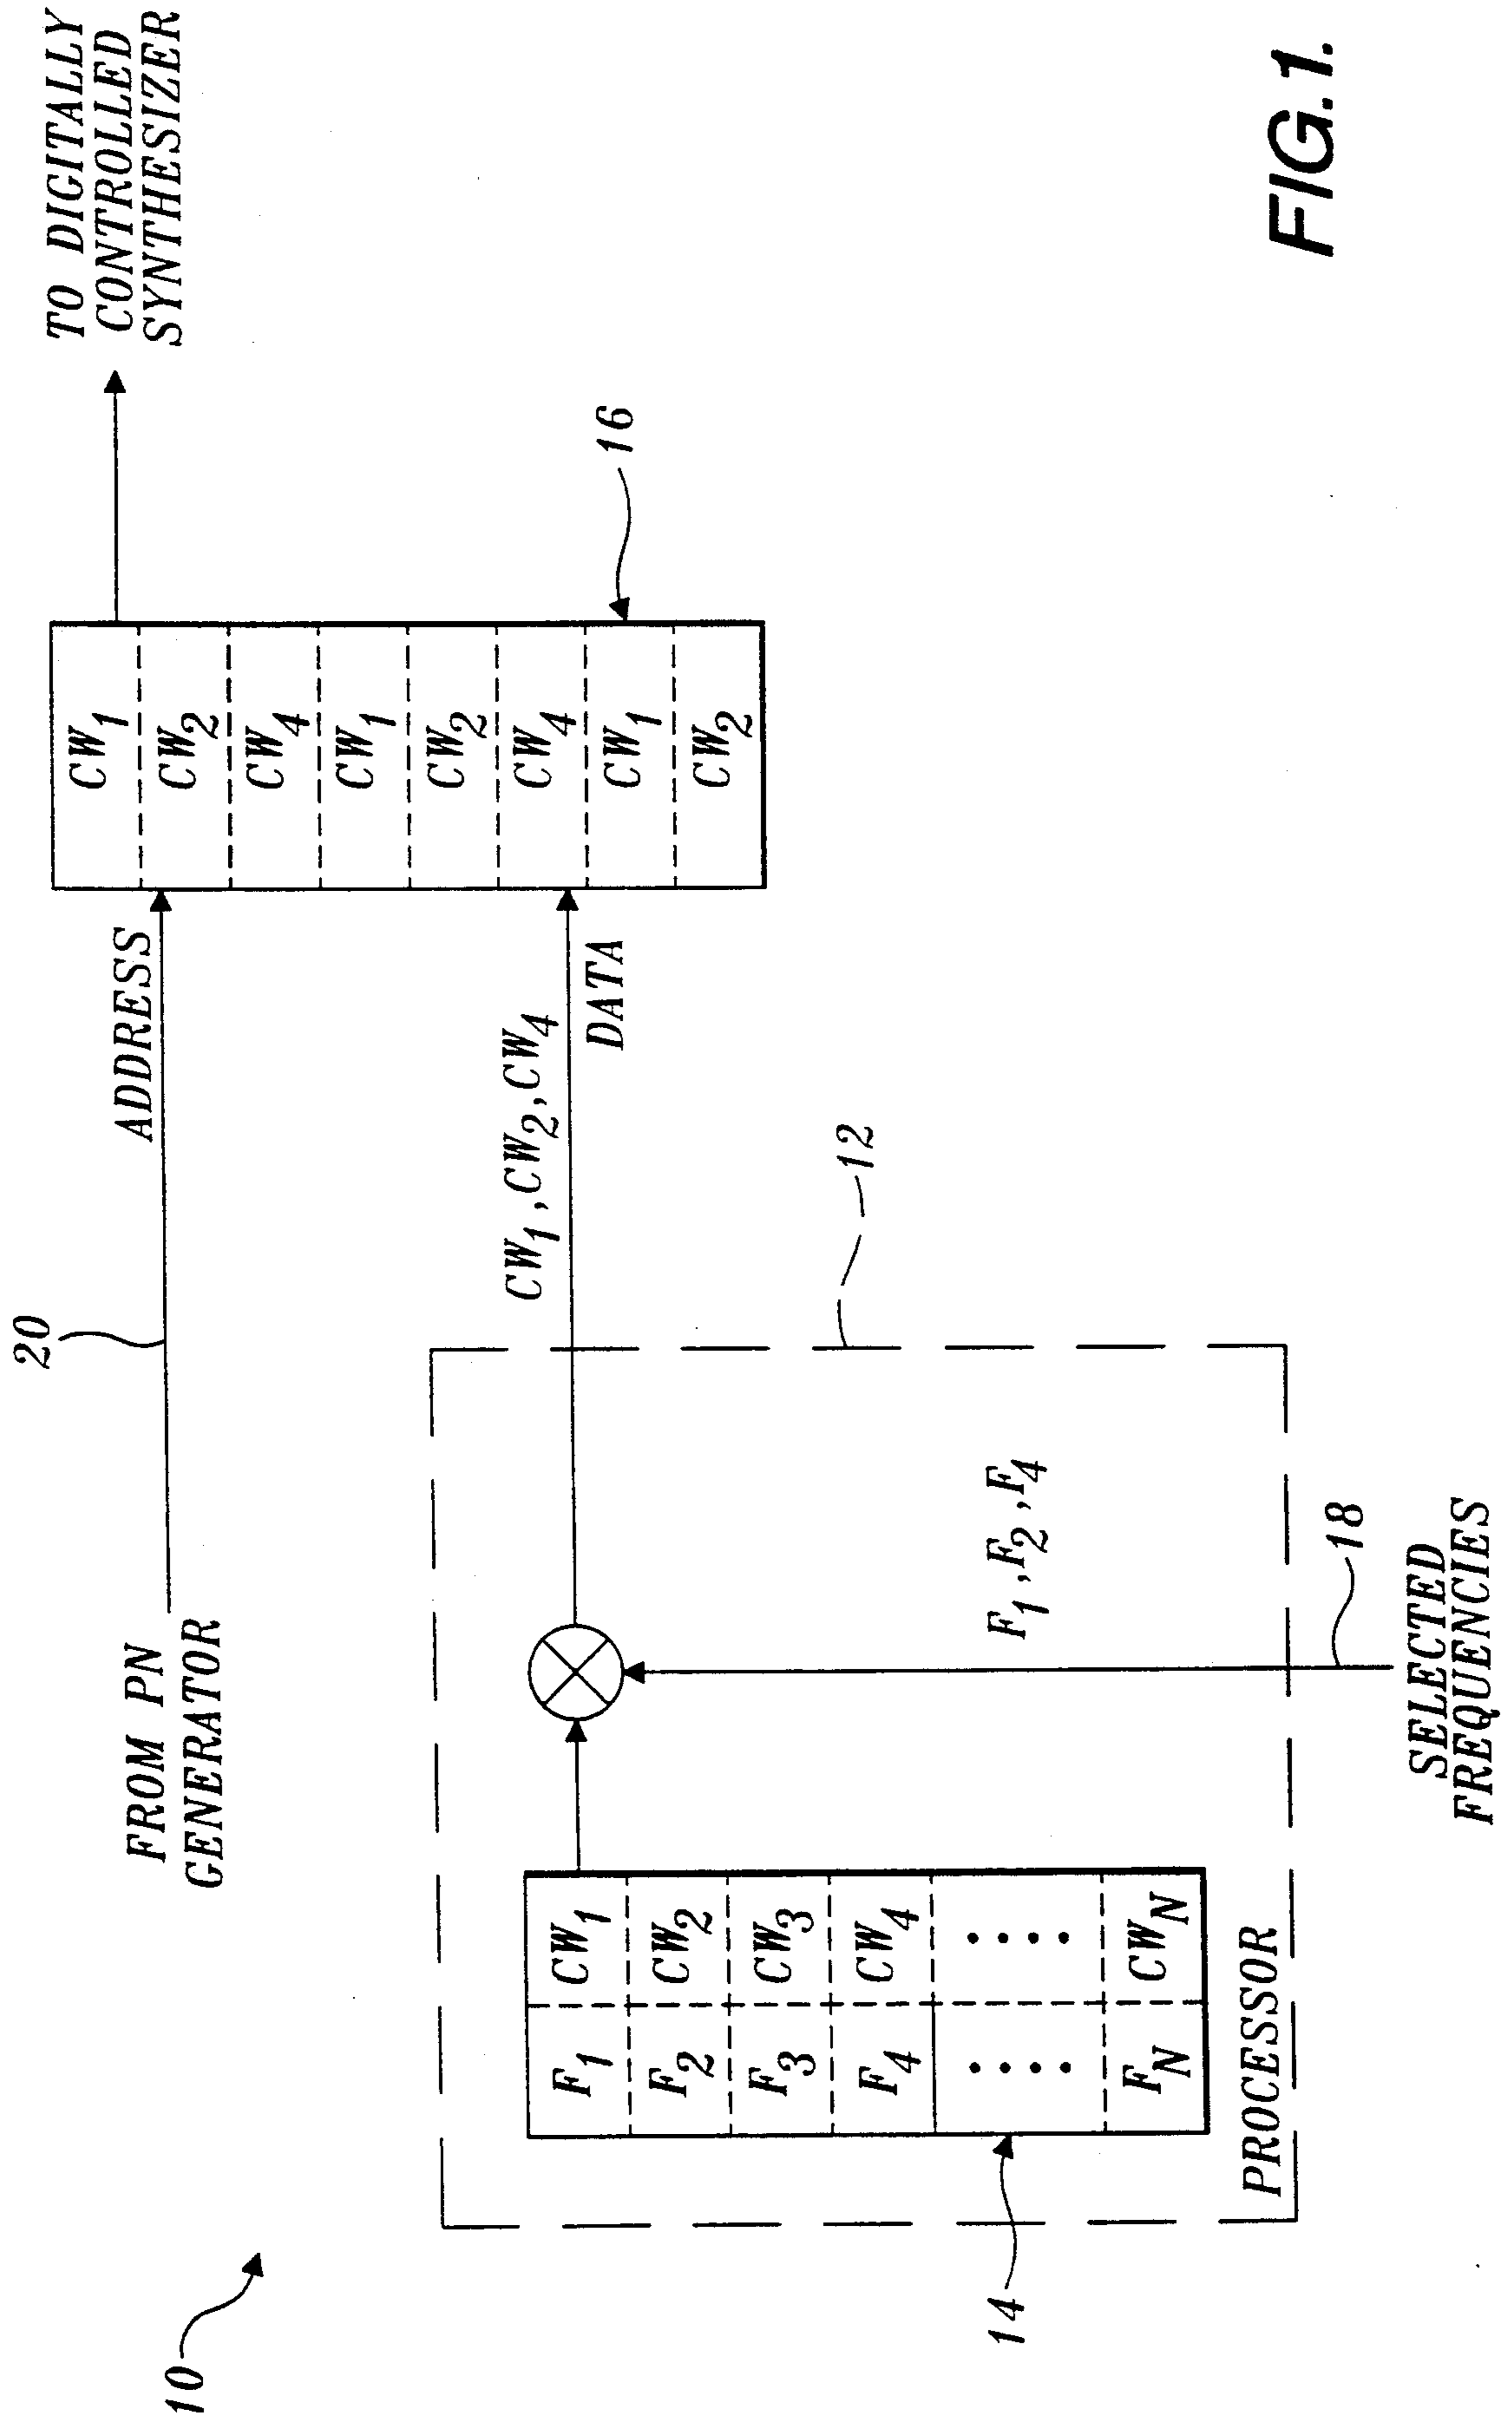 10
20
FROM PN
GENERATOR
ADDRESS
TO DIGITALLY
CONTROLLED
SYNTHESIZER
CW1
CW2
CW4
CW1
CW2
CW4
CW1
CW2
16
CW1,CW2,CW4
DATA
12
F1 CW1
F2 CW2
F3 CW3
F4 CW4
.... ....
FN CWN
14
PROCESSOR
F1,F2,F4
18
SELECTED
FREQUENCIES
FIG.1.